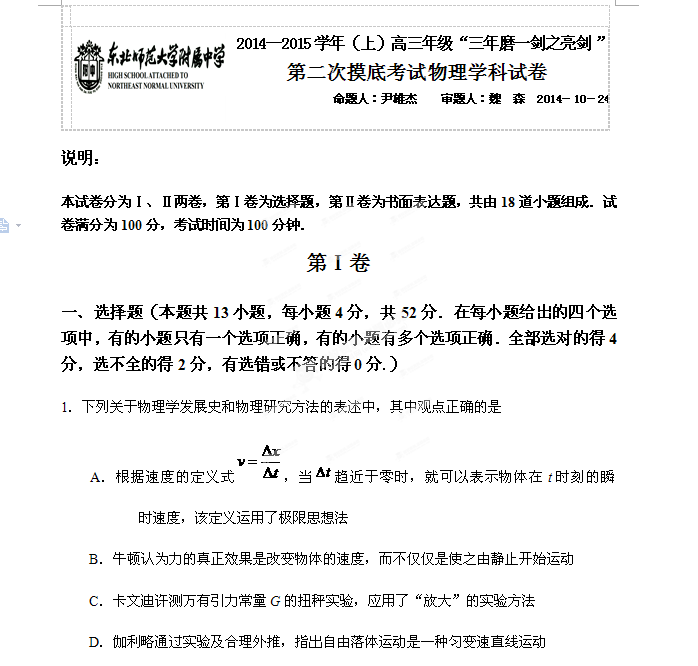 东北师范大学附属中学
HIGH SCHOOL ATTACHED TO
NORTHEAST NORMAL UNIVERSITY
2014—2015学年（上）高三年级“三年磨一剑之亮剑 ”
第二次摸底考试物理学科试卷
命题人：尹雄杰 审题人：魏 森 2014-10-24
说明：
本试卷分为Ⅰ、Ⅱ两卷，第Ⅰ卷为选择题，第Ⅱ卷为书面表达题，共由 18 道小题组成．试
卷满分为 100 分，考试时间为 100 分钟．
第 Ⅰ 卷
一、选择题（本题共 13 小题，每小题 4 分，共 52 分．在每小题给出的四个选
项中，有的小题只有一个选项正确，有的小题有多个选项正确．全部选对的得 4
分，选不全的得 2 分，有选错或不答的得 0 分．）
1．下列关于物理学发展史和物理研究方法的表述中，其中观点正确的是
A．根据速度的定义式 v=Δx/Δt，当 Δt 趋近于零时，就可以表示物体在 t 时刻的瞬
时速度，该定义运用了极限思想法
B．牛顿认为力的真正效果是改变物体的速度，而不仅仅是使之由静止开始运动
C．卡文迪许测万有引力常量 G 的扭秤实验，应用了“放大”的实验方法
D．伽利略通过实验及合理外推，指出自由落体运动是一种匀变速直线运动